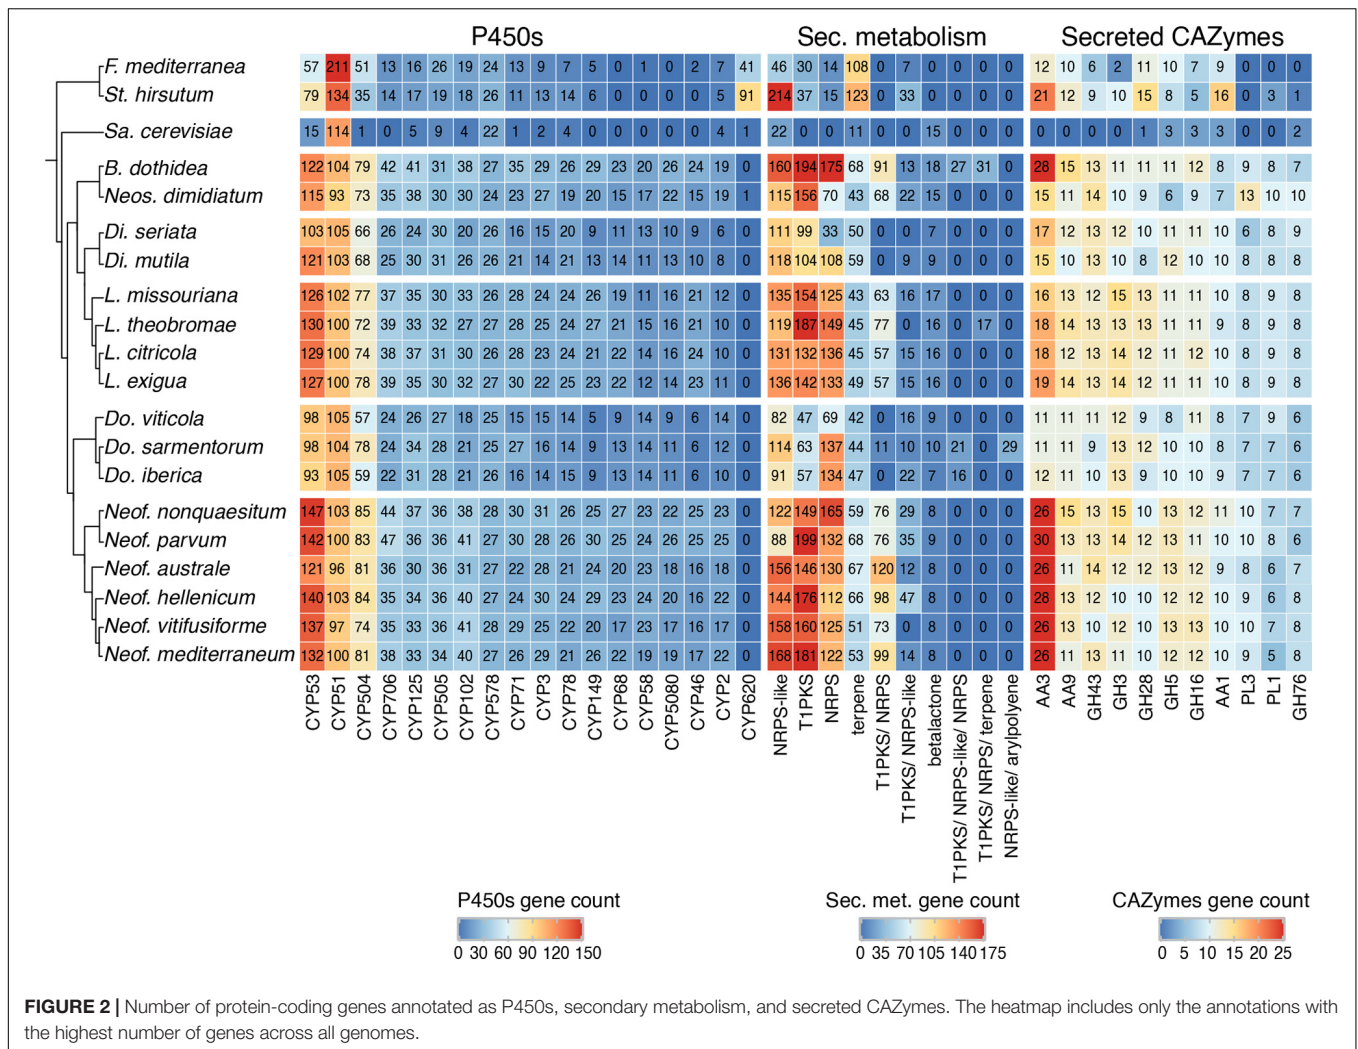 P450s Sec. metabolism Secreted CAZymes
F. mediterranea 57 211 51 13 16 26 19 24 13 9 7 5 0 1 0 2 7 41 46 30 14 108 0 7 0 0 0 0 12 10 6 2 11 10 7 9 0 0 0
St. hirsutum 79 134 35 14 17 19 18 26 11 13 14 6 0 0 0 0 5 91 214 37 15 123 0 33 0 0 0 0 21 12 9 10 15 8 5 16 0 3 1
Sa. cerevisiae 15 114 1 0 5 9 4 22 1 2 4 0 0 0 0 0 4 1 22 0 0 11 0 0 15 0 0 0 0 0 0 0 1 3 3 3 0 0 2
B. dothidea 122 104 79 42 41 31 38 27 35 29 26 29 23 20 26 24 19 0 160 194 175 68 91 13 18 27 31 0 28 15 13 11 11 11 12 8 9 8 7
Neos. dimidiatum 115 93 73 35 38 30 30 24 23 27 19 20 15 17 22 15 19 1 115 156 70 43 68 22 15 0 0 0 15 11 14 10 9 6 9 7 13 10 10
Di. seriata 103 105 66 26 24 30 20 26 16 15 20 9 11 13 10 9 6 0 111 99 33 50 0 0 7 0 0 0 17 12 13 12 10 11 11 10 6 8 9
Di. mutila 121 103 68 25 30 31 26 26 21 14 21 13 14 11 13 10 8 0 118 104 108 59 0 9 9 0 0 0 15 10 13 10 8 12 10 10 8 8 8
L. missouriana 126 102 77 37 35 30 33 26 28 24 24 26 19 11 16 21 12 0 135 154 125 43 63 16 17 0 0 0 16 13 12 15 13 11 11 10 8 9 8
L. theobromae 130 100 72 39 33 32 27 27 28 25 24 27 21 15 16 21 10 0 119 187 149 45 77 0 16 0 17 0 18 14 13 13 13 11 11 9 8 9 8
L. citricola 129 100 74 38 37 31 30 26 28 23 24 21 22 14 16 24 10 0 131 132 136 45 57 15 16 0 0 0 18 12 13 14 12 11 12 10 8 9 8
L. exigua 127 100 78 39 35 30 32 27 30 22 25 23 22 12 14 23 11 0 136 142 133 49 57 15 16 0 0 0 19 14 13 14 12 11 11 10 8 9 8
Do. viticola 98 105 57 24 26 27 18 25 15 15 14 5 9 14 9 6 14 0 82 47 69 42 0 16 9 0 0 0 11 11 11 12 9 8 11 8 7 9 6
Do. sarmentorum 98 104 78 24 34 28 21 25 27 16 14 9 13 14 11 6 12 0 114 63 137 44 11 10 10 21 0 29 11 11 9 13 12 10 10 8 7 7 6
Do. iberica 93 105 59 22 31 28 21 26 16 14 15 9 13 14 11 6 10 0 91 57 134 47 0 22 7 16 0 0 12 11 10 13 9 10 10 9 7 7 6
Neof. nonquaesitum 147 103 85 44 37 36 38 28 30 31 26 28 27 23 22 25 23 0 122 149 165 59 76 29 8 0 0 0 26 15 13 15 10 13 12 11 10 7 7
Neof. parvum 142 100 83 47 36 36 41 27 30 28 26 30 25 24 26 25 25 0 88 199 132 68 76 35 9 0 0 0 30 13 13 14 12 13 11 10 10 8 6
Neof. australe 121 96 81 36 30 36 31 27 22 28 21 24 20 23 18 16 18 0 156 146 130 67 120 12 8 0 0 0 26 11 14 12 12 11 12 9 8 6 7
Neof. hellenicum 140 103 84 35 34 36 40 27 24 30 24 29 23 24 20 16 22 0 144 176 112 66 98 47 8 0 0 0 28 13 12 10 10 12 12 10 9 6 8
Neof. vitifusiforme 137 97 74 35 33 36 41 28 29 25 22 20 17 23 17 16 17 0 158 160 125 51 73 0 8 0 0 0 26 13 10 12 10 13 13 10 10 7 8
Neof. mediterraneum 132 100 81 38 33 34 40 27 26 29 21 26 22 19 19 17 22 0 168 181 122 53 99 14 8 0 0 0 26 11 13 11 10 12 12 10 9 5 8
CYP53 CYP51 CYP504 CYP706 CYP125 CYP505 CYP102 CYP578 CYP71 CYP3 CYP78 CYP149 CYP68 CYP58 CYP5080 CYP46 CYP2 CYP620 NRPS-like T1PKS NRPS terpene T1PKS/ NRPS T1PKS/ NRPS-like betalactone T1PKS/ NRPS-like/ NRPS T1PKS/ NRPS/ terpene NRPS-like/ arylpolyene AA3 AA9 GH43 GH3 GH28 GH5 GH16 AA1 PL3 PL1 GH76
P450s gene count Sec. met. gene count CAZymes gene count
0 30 60 90 120 150 0 35 70 105 140 175 0 5 10 15 20 25
FIGURE 2 | Number of protein-coding genes annotated as P450s, secondary metabolism, and secreted CAZymes. The heatmap includes only the annotations with
the highest number of genes across all genomes.